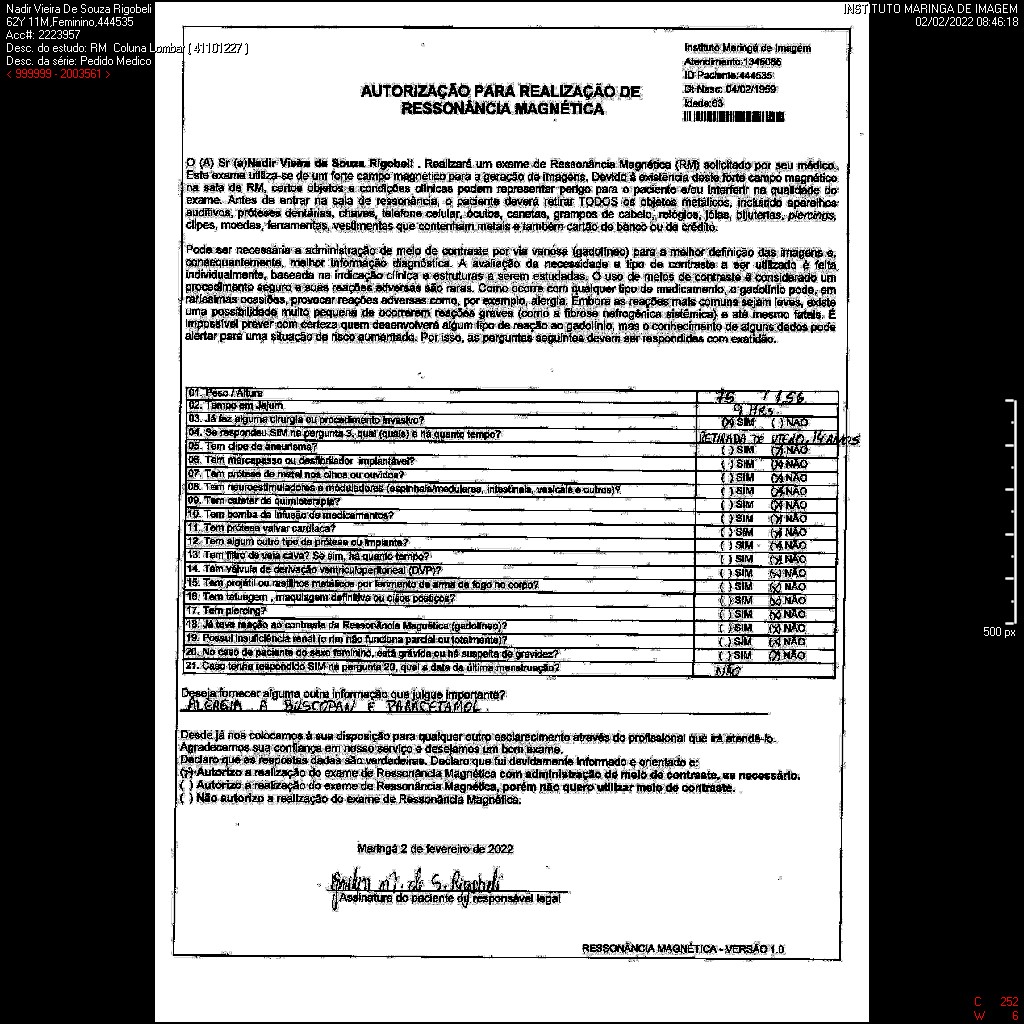 Nadir Vieira De Souza Rigobeli
62Y 11M,Feminino,444535
Acc#: 2223957
Desc. do estudo: RM Coluna Lombar [ 41101227 ]
Desc. da série: Pedido Medico
< 999999 - 2003561 >
INSTITUTO MARINGA DE IMAGEM
02/02/2022 08:46:18
Instituto Maringá de Imagem
Atendimento:1345085
ID Paciente:444535
Dt Nasc: 04/02/1959
Idade:63
AUTORIZAÇÃO PARA REALIZAÇÃO DE
RESSONÂNCIA MAGNÉTICA
O (A) Sr (a)Nadir Vieira de Souza Rigobeli . Realizará um exame de Ressonância Magnética (RM) solicitado por seu médico.
Este exame utiliza-se de um forte campo magnético para a geração de imagens. Devido à existência deste forte campo magnético
na sala de RM, certos objetos e condições clínicas podem representar perigo para o paciente e/ou interferir na qualidade do
exame. Antes de entrar na sala de ressonância, o paciente deverá retirar TODOS os objetos metálicos, incluindo aparelhos
auditivos, próteses dentárias, chaves, telefone celular, óculos, canetas, grampos de cabelo, relógios, jóias, bijuterias, piercings,
clipes, moedas, ferramentas, vestimentas que contenham metais e também cartão de banco ou de crédito.
Pode ser necessária a administração de meio de contraste por via venosa (gadolíneo) para a melhor definição das imagens e,
consequentemente, melhor informação diagnóstica. A avaliação da necessidade e tipo de contraste a ser utilizado é feita
individualmente, baseada na indicação clínica e estruturas a serem estudadas. O uso de meios de contraste é considerado um
procedimento seguro e suas reações adversas são raras. Como ocorre com qualquer tipo de medicamento, o gadolínio pode, em
raríssimas ocasiões, provocar reações adversas como, por exemplo, alergia. Embora as reações mais comuns sejam leves, existe
uma possibilidade muito pequena de ocorrerem reações graves (como a fibrose nefrogênica sistêmica) e até mesmo fatais. É
impossível prever com certeza quem desenvolverá algum tipo de reação ao gadolínio, mas o conhecimento de alguns dados pode
alertar para uma situação de risco aumentada. Por isso, as perguntas seguintes devem ser respondidas com exatidão.
01. Peso / Altura 75 / 1.56
02. Tempo em Jejum 9 HRS.
03. Já fez alguma cirurgia ou procedimento invasivo? (X) SIM ( ) NÃO
04. Se respondeu SIM na pergunta 3, qual (quais) e há quanto tempo? RETIRADA DE UTERO, 14 ANOS
05. Tem clipe de aneurisma? ( ) SIM (X) NÃO
06. Tem marcapasso ou desfibrilador implantável? ( ) SIM (X) NÃO
07. Tem prótese de metal nos olhos ou ouvidos? ( ) SIM (X) NÃO
08. Tem neuroestimuladores e moduladores (espinhais/medulares, intestinais, vesicais e outros)? ( ) SIM (X) NÃO
09. Tem cateter de quimioterapia? ( ) SIM (X) NÃO
10. Tem bomba de infusão de medicamentos? ( ) SIM (X) NÃO
11. Tem prótese valvar cardíaca? ( ) SIM (X) NÃO
12. Tem algum outro tipo de prótese ou implante? ( ) SIM (X) NÃO
13. Tem filtro de veia cava? Se sim, há quanto tempo? ( ) SIM (X) NÃO
14. Tem válvula de derivação ventriculoperitoneal (DVP)? ( ) SIM (X) NÃO
15. Tem projétil ou resíduos metálicos por ferimento de arma de fogo no corpo? ( ) SIM (X) NÃO
16. Tem tatuagem , maquiagem definitiva ou cílios postiços? ( ) SIM (X) NÃO
17. Tem piercing? ( ) SIM (X) NÃO
18. Já teve reação ao contraste da Ressonância Magnética (gadolíneo)? ( ) SIM (X) NÃO
19. Possui insuficiência renal (o rim não funciona parcial ou totalmente)? ( ) SIM (X) NÃO
20. No caso de paciente do sexo feminino, está grávida ou há suspeita de gravidez? ( ) SIM (X) NÃO
21. Caso tenha respondido SIM na pergunta 20, qual a data da última menstruação? NÃO
Deseja fornecer alguma outra informação que julgue importante?
ALERGIA A BUSCOPAN E PARACETAMOL.
Desde já nos colocamos à sua disposição para qualquer outro esclarecimento através do profissional que irá atendê-lo.
Agradecemos sua confiança em nosso serviço e desejamos um bom exame.
Declaro que as respostas dadas são verdadeiras. Declaro que fui devidamente informado e orientado e:
(X) Autorizo a realização do exame de Ressonância Magnética com administração de meio de contraste, se necessário.
( ) Autorizo a realização do exame de Ressonância Magnética, porém não quero utilizar meio de contraste.
( ) Não autorizo a realização do exame de Ressonância Magnética.
Maringá 2 de fevereiro de 2022
de S. Rigobeli
Assinatura do paciente ou responsável legal
RESSONÂNCIA MAGNÉTICA - VERSÃO 1.0
500 px
C 252
W 6